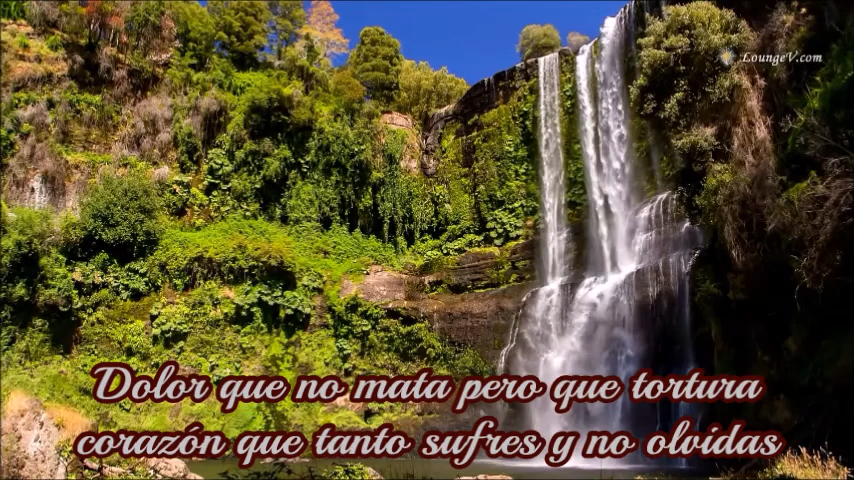 LoungeV.com
Dolor que no mata pero que tortura
corazón que tanto sufres y no olvidas